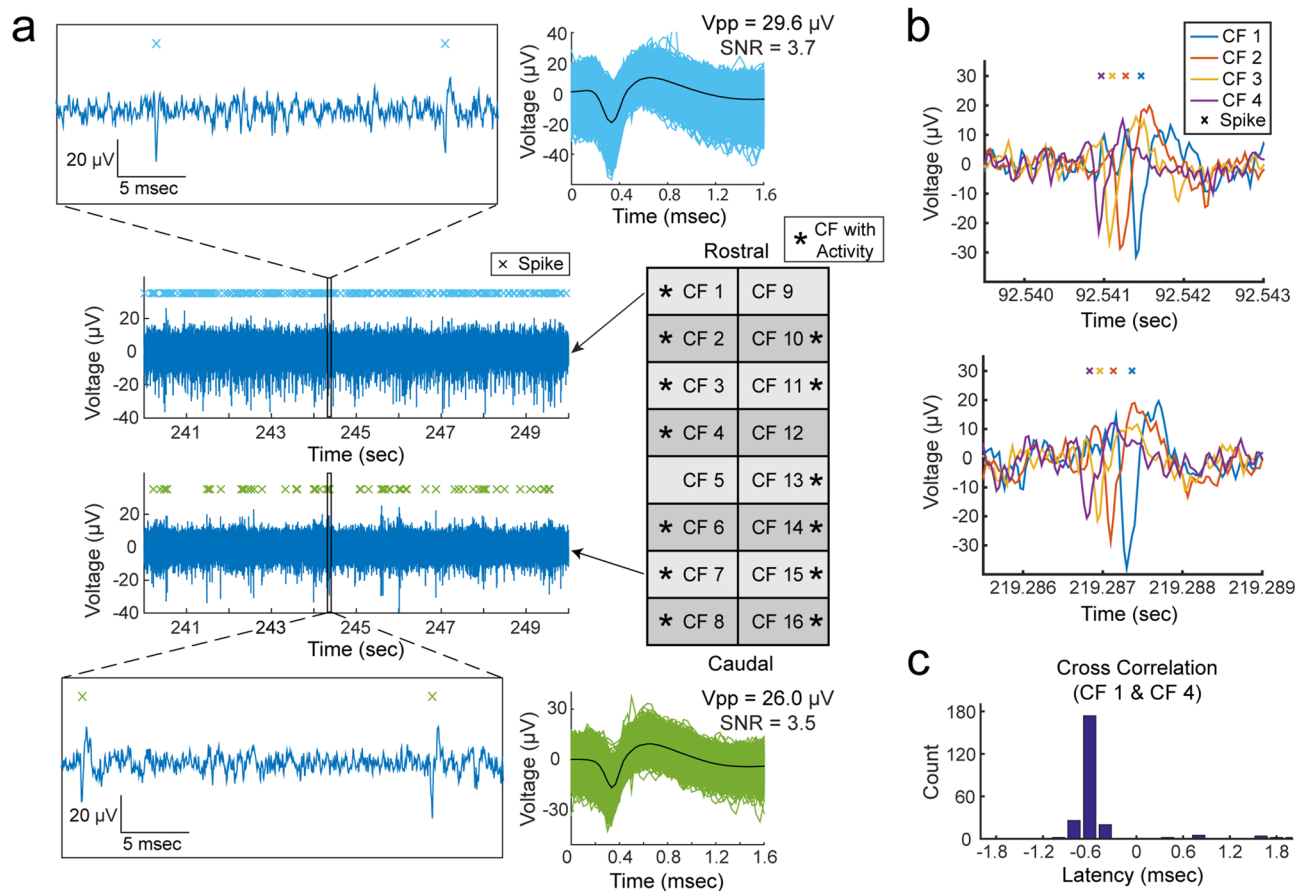 a
20 µV
5 msec
Vpp = 29.6 µV
SNR = 3.7
Voltage (µV)
40
20
0
-20
-40
0 0.4 0.8 1.2 1.6
Time (msec)
× Spike
Voltage (µV)
20
0
-20
-40
241 243 245 247 249
Time (sec)
Voltage (µV)
20
0
-20
-40
241 243 245 247 249
Time (sec)
* CF with
Activity
Rostral
* CF 1 CF 9
* CF 2 CF 10 *
* CF 3 CF 11 *
* CF 4 CF 12
CF 5 CF 13 *
* CF 6 CF 14 *
* CF 7 CF 15 *
* CF 8 CF 16 *
Caudal
20 µV
5 msec
Vpp = 26.0 µV
SNR = 3.5
Voltage (µV)
30
0
-30
0 0.4 0.8 1.2 1.6
Time (msec)
b
CF 1
CF 2
CF 3
CF 4
× Spike
Voltage (µV)
30
20
10
0
-10
-20
-30
92.540 92.541 92.542 92.543
Time (sec)
Voltage (µV)
30
20
10
0
-10
-20
-30
219.286 219.287 219.288 219.289
Time (sec)
c
Cross Correlation
(CF 1 & CF 4)
Count
180
120
60
0
-1.8 -1.2 -0.6 0 0.6 1.2 1.8
Latency (msec)